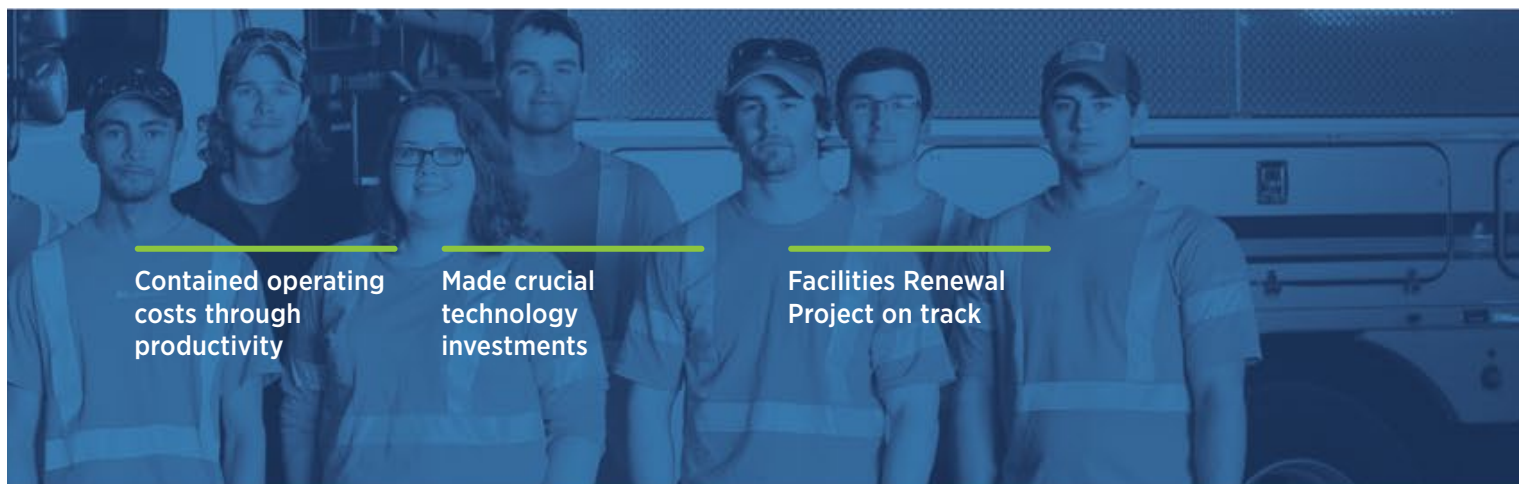 Contained operating
costs through
productivity
Made crucial
technology
investments
Facilities Renewal
Project on track